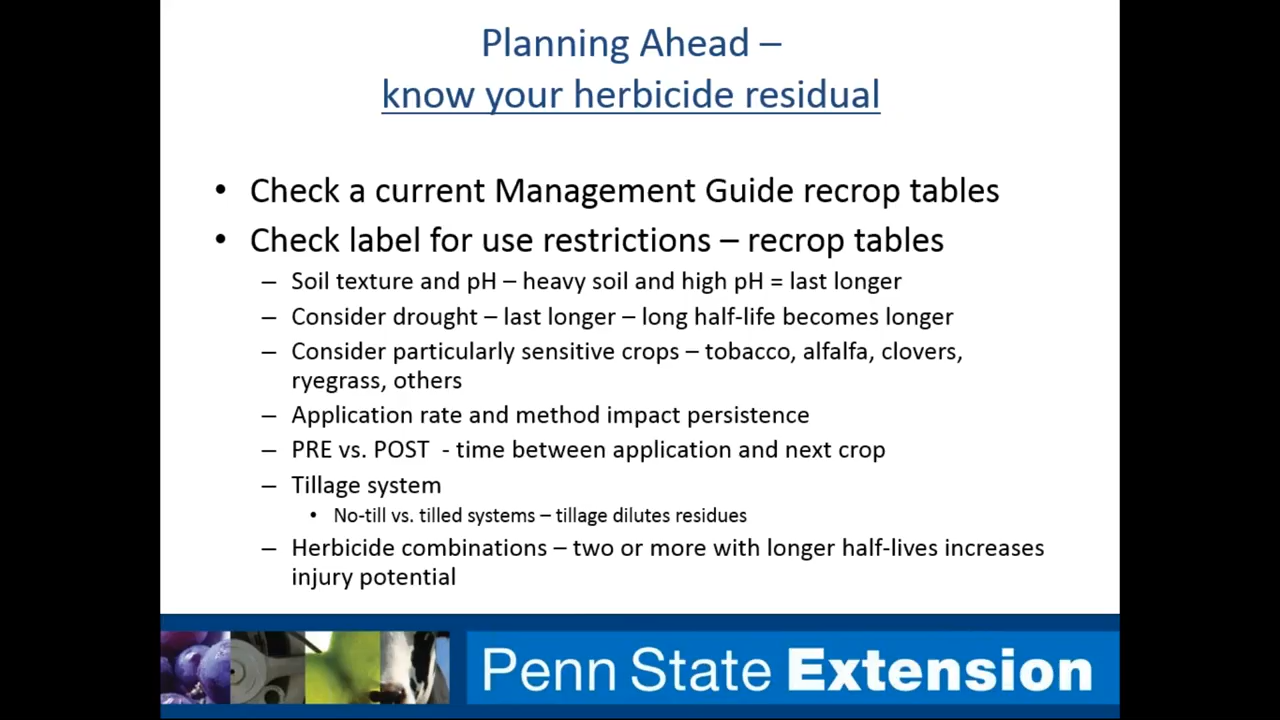 Planning Ahead –
know your herbicide residual
• Check a current Management Guide recrop tables
• Check label for use restrictions – recrop tables
– Soil texture and pH – heavy soil and high pH = last longer
– Consider drought – last longer – long half-life becomes longer
– Consider particularly sensitive crops – tobacco, alfalfa, clovers,
ryegrass, others
– Application rate and method impact persistence
– PRE vs. POST - time between application and next crop
– Tillage system
• No-till vs. tilled systems – tillage dilutes residues
– Herbicide combinations – two or more with longer half-lives increases
injury potential
Penn State Extension